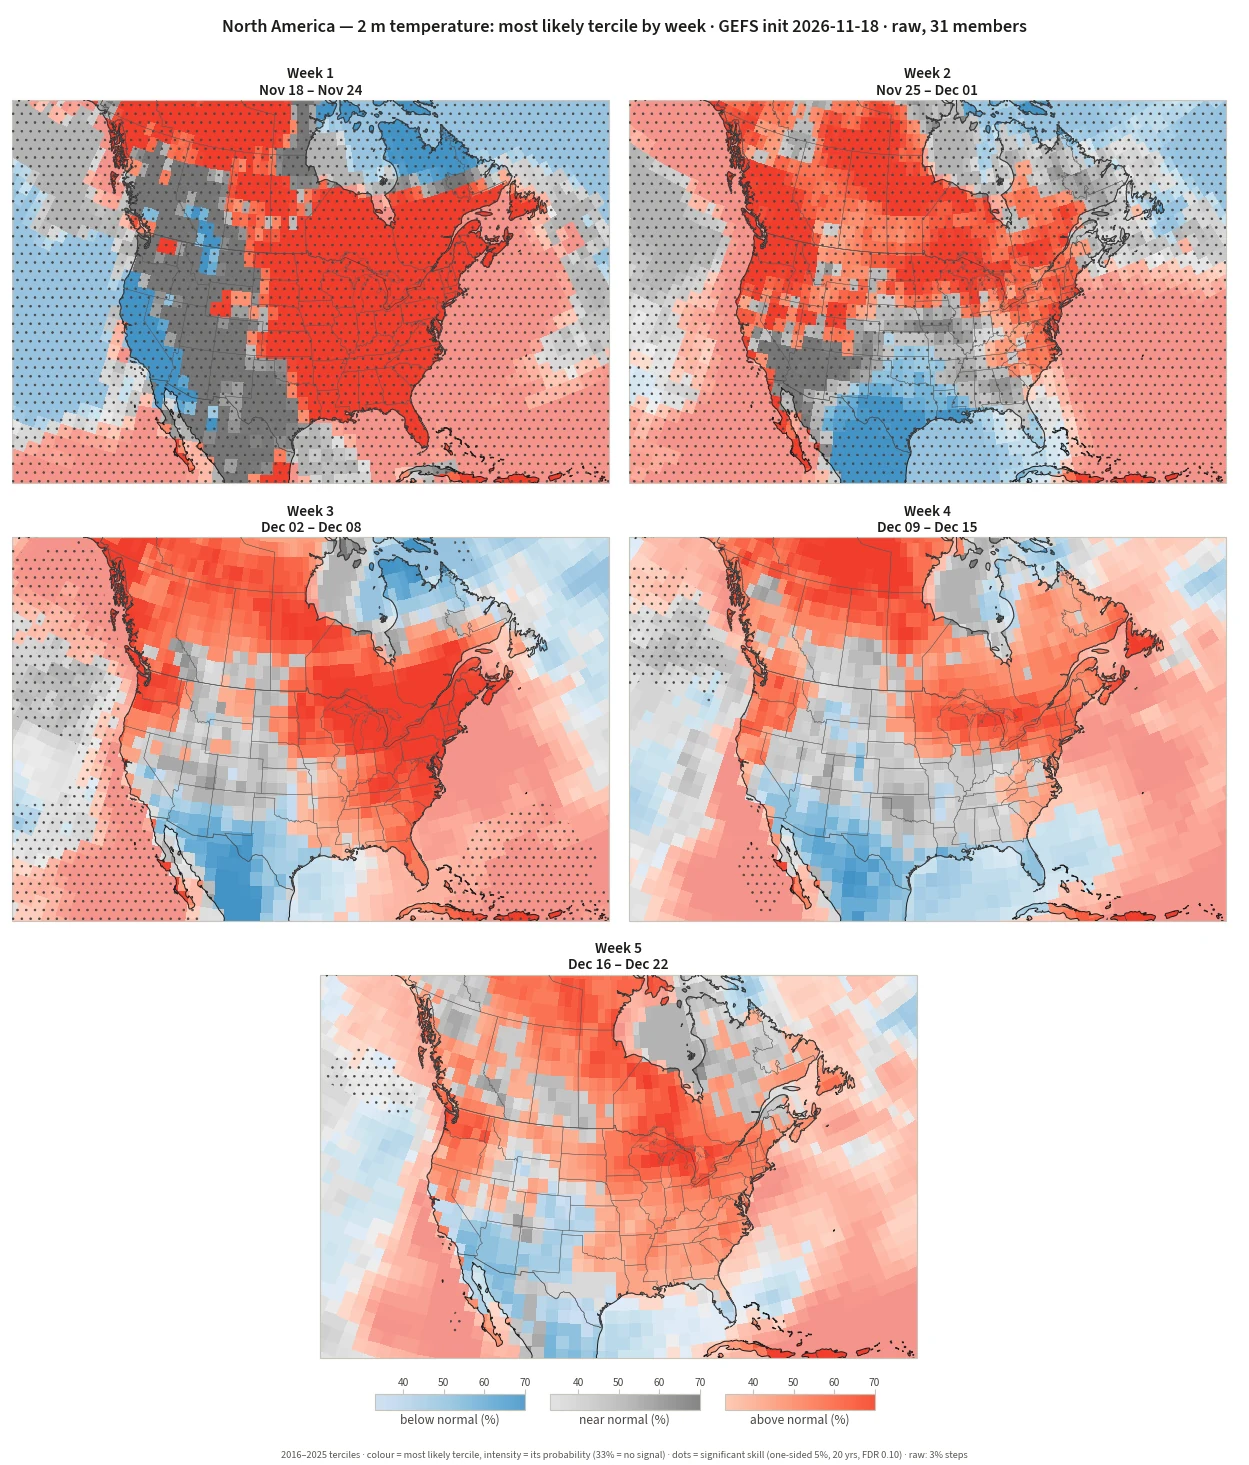 North America — 2 m temperature: most likely tercile by week · GEFS init 2026-11-18 · raw, 31 members
Week 1
Nov 18 – Nov 24
Week 2
Nov 25 – Dec 01
Week 3
Dec 02 – Dec 08
Week 4
Dec 09 – Dec 15
Week 5
Dec 16 – Dec 22
40 50 60 70 40 50 60 70 40 50 60 70
below normal (%) near normal (%) above normal (%)
2016–2025 terciles · colour = most likely tercile, intensity = its probability (33% = no signal) · dots = significant skill (one-sided 5%, 20 yrs, FDR 0.10) · raw: 3% steps